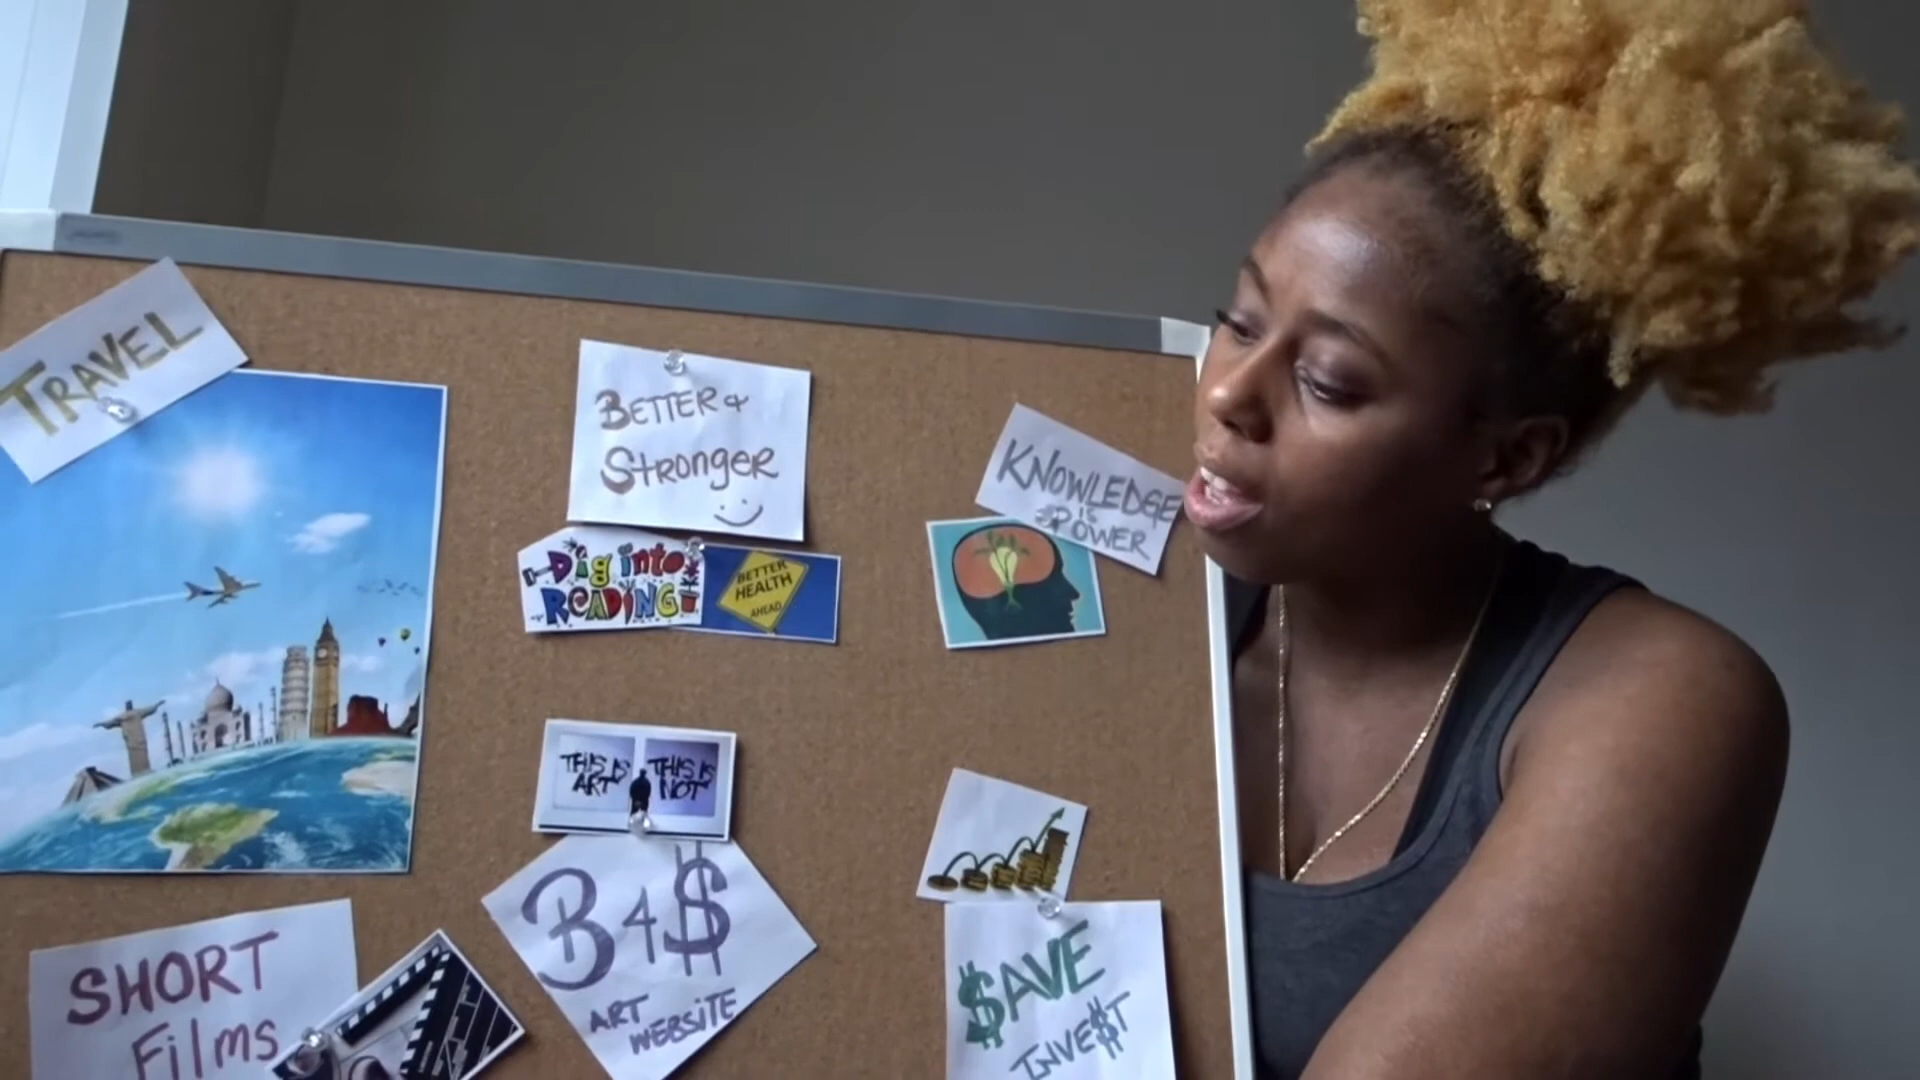 TRAVEL
BETTER &
Stronger
KNOWLEDGE
IS
POWER
Dig into
READING
BETTER
HEALTH
AHEAD
THIS IS
ART
THIS IS
NOT
B4$
ART
WEBSITE
$AVE
INVE$T
SHORT
Films